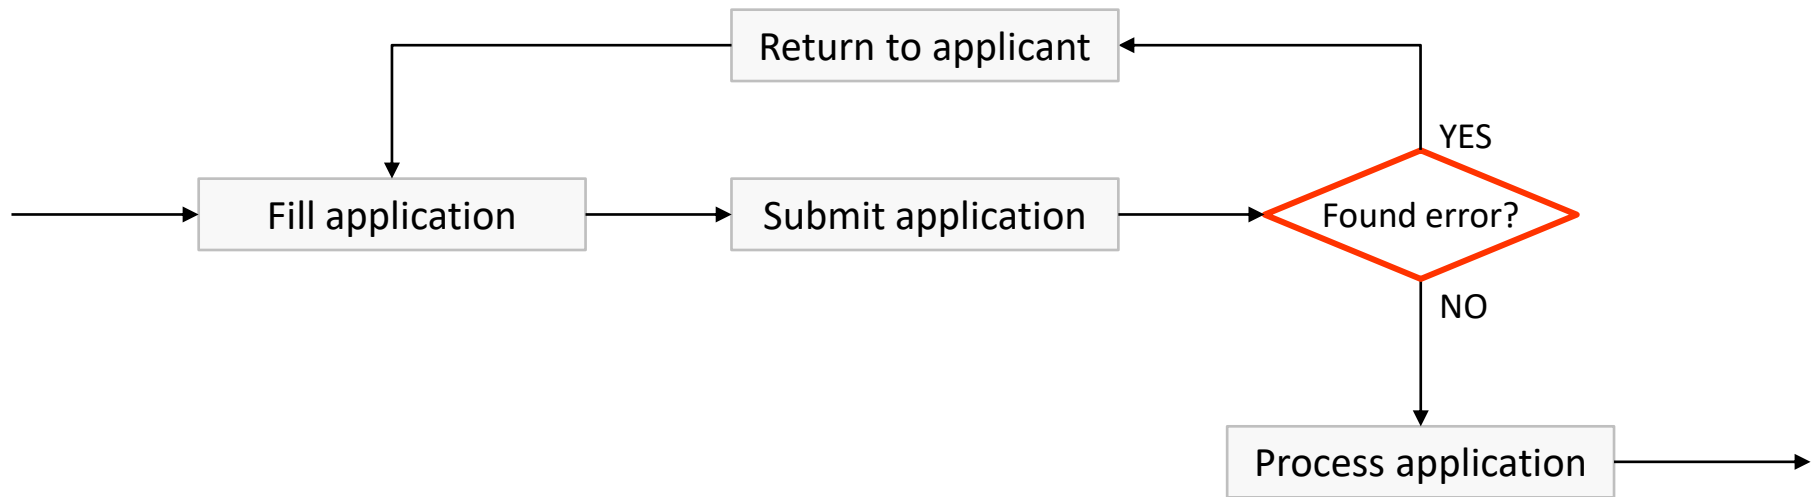 Return to applicant
YES
Fill application
Submit application
Found error?
NO
Process application